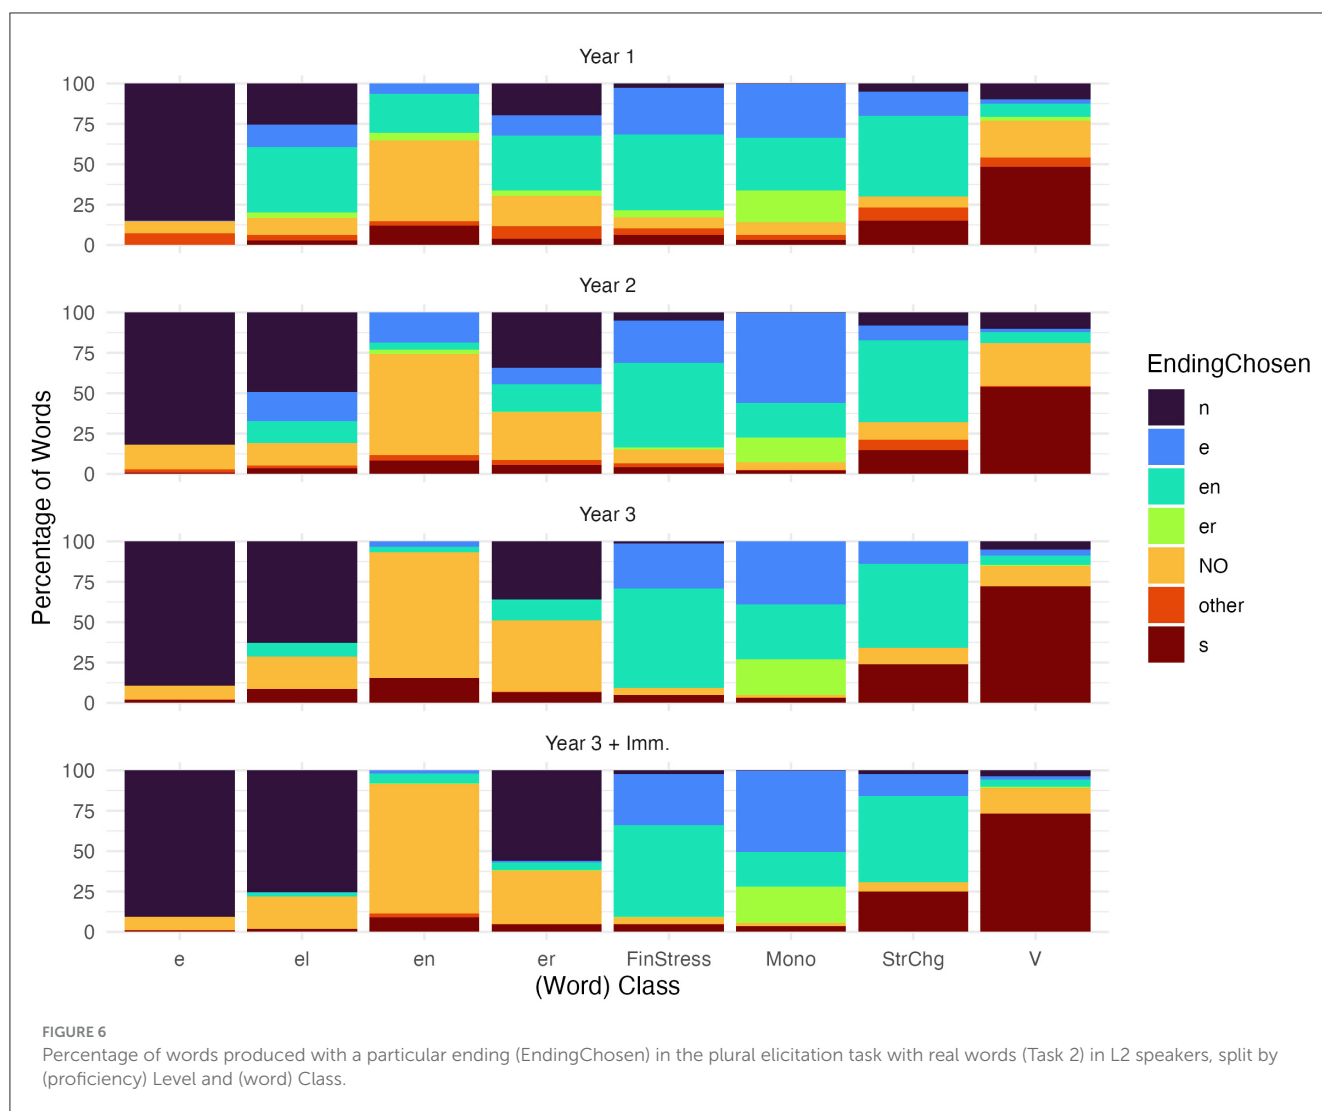 Year 1
100
75
50
25
0
Year 2
100
75
50
25
0
Year 3
100
75
50
25
0
Year 3 + Imm.
100
75
50
25
0
Percentage of Words
e el en er FinStress Mono StrChg V
(Word) Class
EndingChosen
n
e
en
er
NO
other
s
FIGURE 6
Percentage of words produced with a particular ending (EndingChosen) in the plural elicitation task with real words (Task 2) in L2 speakers, split by
(proficiency) Level and (word) Class.